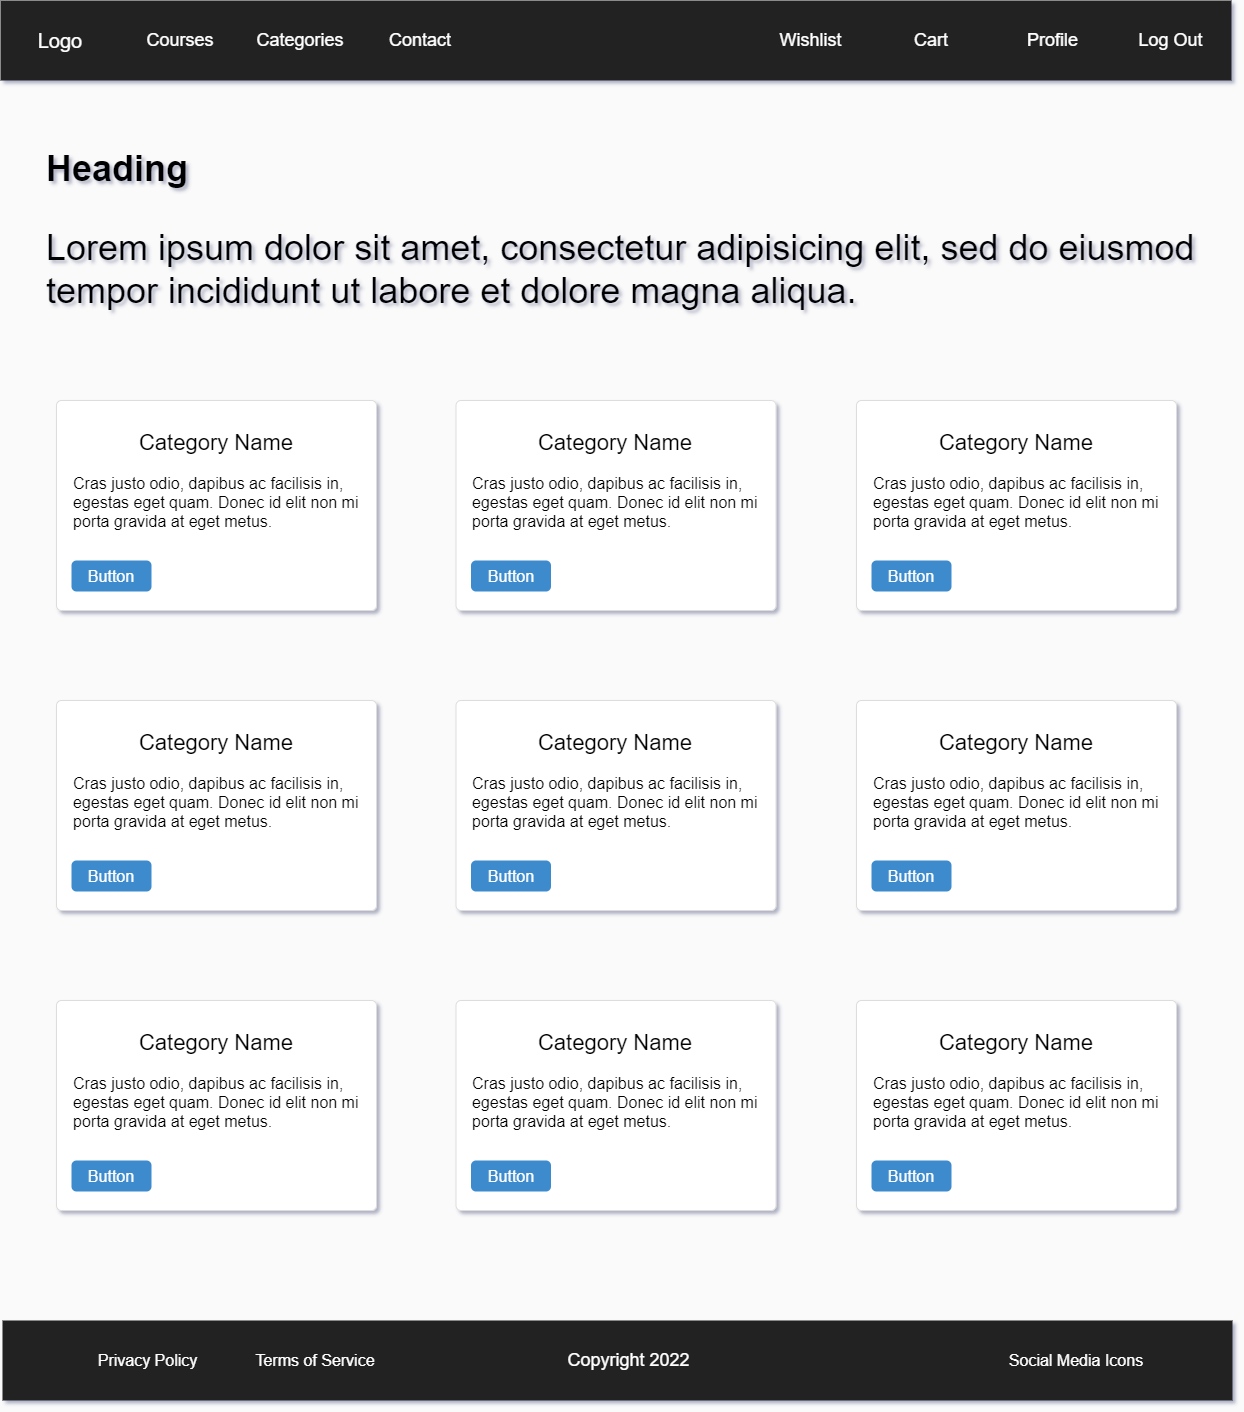 Logo Courses Categories Contact Wishlist Cart Profile Log Out
Heading
Lorem ipsum dolor sit amet, consectetur adipisicing elit, sed do eiusmod
tempor incididunt ut labore et dolore magna aliqua.
Category Name
Cras justo odio, dapibus ac facilisis in,
egestas eget quam. Donec id elit non mi
porta gravida at eget metus.
Button
Category Name
Cras justo odio, dapibus ac facilisis in,
egestas eget quam. Donec id elit non mi
porta gravida at eget metus.
Button
Category Name
Cras justo odio, dapibus ac facilisis in,
egestas eget quam. Donec id elit non mi
porta gravida at eget metus.
Button
Category Name
Cras justo odio, dapibus ac facilisis in,
egestas eget quam. Donec id elit non mi
porta gravida at eget metus.
Button
Category Name
Cras justo odio, dapibus ac facilisis in,
egestas eget quam. Donec id elit non mi
porta gravida at eget metus.
Button
Category Name
Cras justo odio, dapibus ac facilisis in,
egestas eget quam. Donec id elit non mi
porta gravida at eget metus.
Button
Category Name
Cras justo odio, dapibus ac facilisis in,
egestas eget quam. Donec id elit non mi
porta gravida at eget metus.
Button
Category Name
Cras justo odio, dapibus ac facilisis in,
egestas eget quam. Donec id elit non mi
porta gravida at eget metus.
Button
Category Name
Cras justo odio, dapibus ac facilisis in,
egestas eget quam. Donec id elit non mi
porta gravida at eget metus.
Button
Privacy Policy Terms of Service Copyright 2022 Social Media Icons